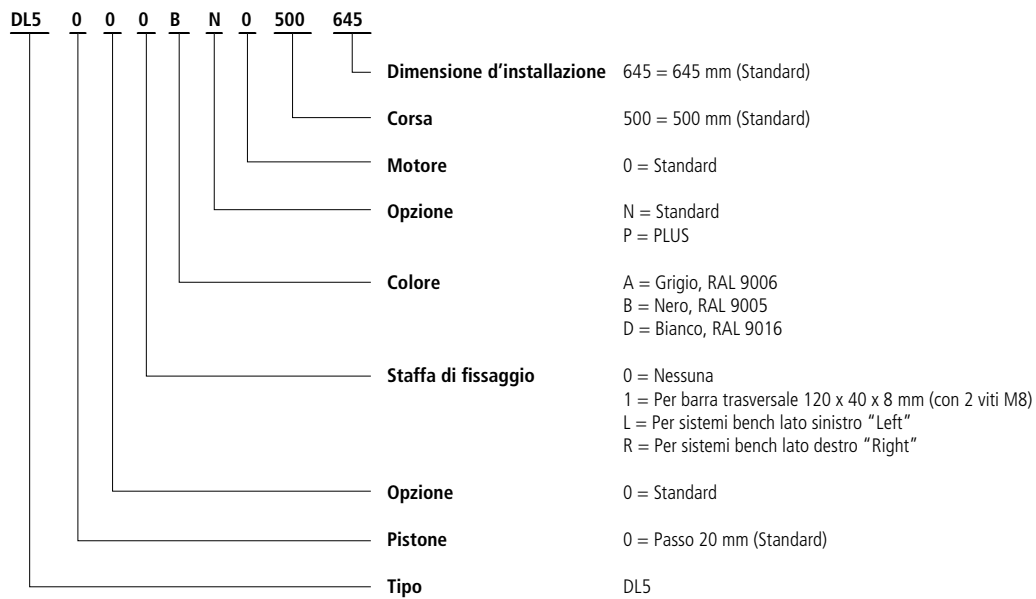 DL5 0 0 0 B N 0 500 645
Dimensione d'installazione 645 = 645 mm (Standard)
Corsa 500 = 500 mm (Standard)
Motore 0 = Standard
Opzione N = Standard
P = PLUS
Colore A = Grigio, RAL 9006
B = Nero, RAL 9005
D = Bianco, RAL 9016
Staffa di fissaggio 0 = Nessuna
1 = Per barra trasversale 120 x 40 x 8 mm (con 2 viti M8)
L = Per sistemi bench lato sinistro “Left”
R = Per sistemi bench lato destro “Right”
Opzione 0 = Standard
Pistone 0 = Passo 20 mm (Standard)
Tipo DL5